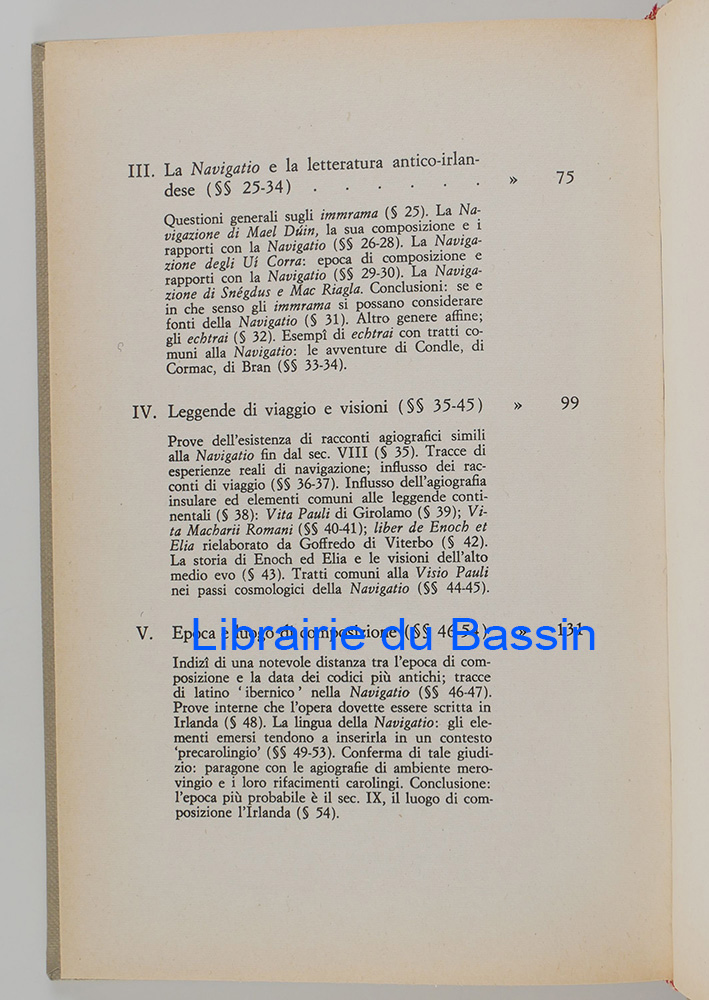 III. La Navigatio e la letteratura antico-irlan-
dese (§§ 25-34) . . . . . . » 75
Questioni generali sugli immrama (§ 25). La Na-
vigazione di Mael Dúin, la sua composizione e i
rapporti con la Navigatio (§§ 26-28). La Naviga-
zione degli Uí Corra: epoca di composizione e
rapporti con la Navigatio (§§ 29-30). La Naviga-
zione di Snégdus e Mac Riagla. Conclusioni: se e
in che senso gli immrama si possano considerare
fonti della Navigatio (§ 31). Altro genere affine;
gli echtrai (§ 32). Esempî di echtrai con tratti co-
muni alla Navigatio: le avventure di Condle, di
Cormac, di Bran (§§ 33-34).
IV. Leggende di viaggio e visioni (§§ 35-45) » 99
Prove dell'esistenza di racconti agiografici simili
alla Navigatio fin dal sec. VIII (§ 35). Tracce di
esperienze reali di navigazione; influsso dei rac-
conti di viaggio (§§ 36-37). Influsso dell'agiografia
insulare ed elementi comuni alle leggende conti-
nentali (§ 38): Vita Pauli di Girolamo (§ 39); Vi-
ta Macharii Romani (§§ 40-41); liber de Enoch et
Elia rielaborato da Goffredo di Viterbo (§ 42).
La storia di Enoch ed Elia e le visioni dell'alto
medio evo (§ 43). Tratti comuni alla Visio Pauli
nei passi cosmologici della Navigatio (§§ 44-45).
V. Epoca e luogo di composizione (§§ 46-54) » 131
Librairie du Bassin
Indizî di una notevole distanza tra l'epoca di com-
posizione e la data dei codici più antichi; tracce
di latino 'ibernico' nella Navigatio (§§ 46-47).
Prove interne che l'opera dovette essere scritta in
Irlanda (§ 48). La lingua della Navigatio: gli ele-
menti emersi tendono a inserirla in un contesto
'precarolingio' (§§ 49-53). Conferma di tale giudi-
zio: paragone con le agiografie di ambiente mero-
vingio e i loro rifacimenti carolingi. Conclusione:
l'epoca più probabile è il sec. IX, il luogo di com-
posizione l'Irlanda (§ 54).